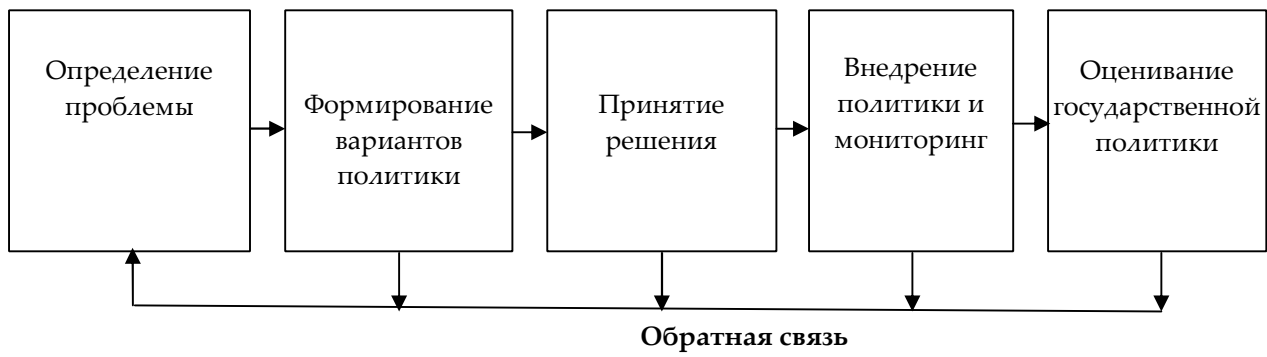 Определение
проблемы
Формирование
вариантов
политики
Принятие
решения
Внедрение
политики и
мониторинг
Оценивание
государственной
политики
Обратная связь